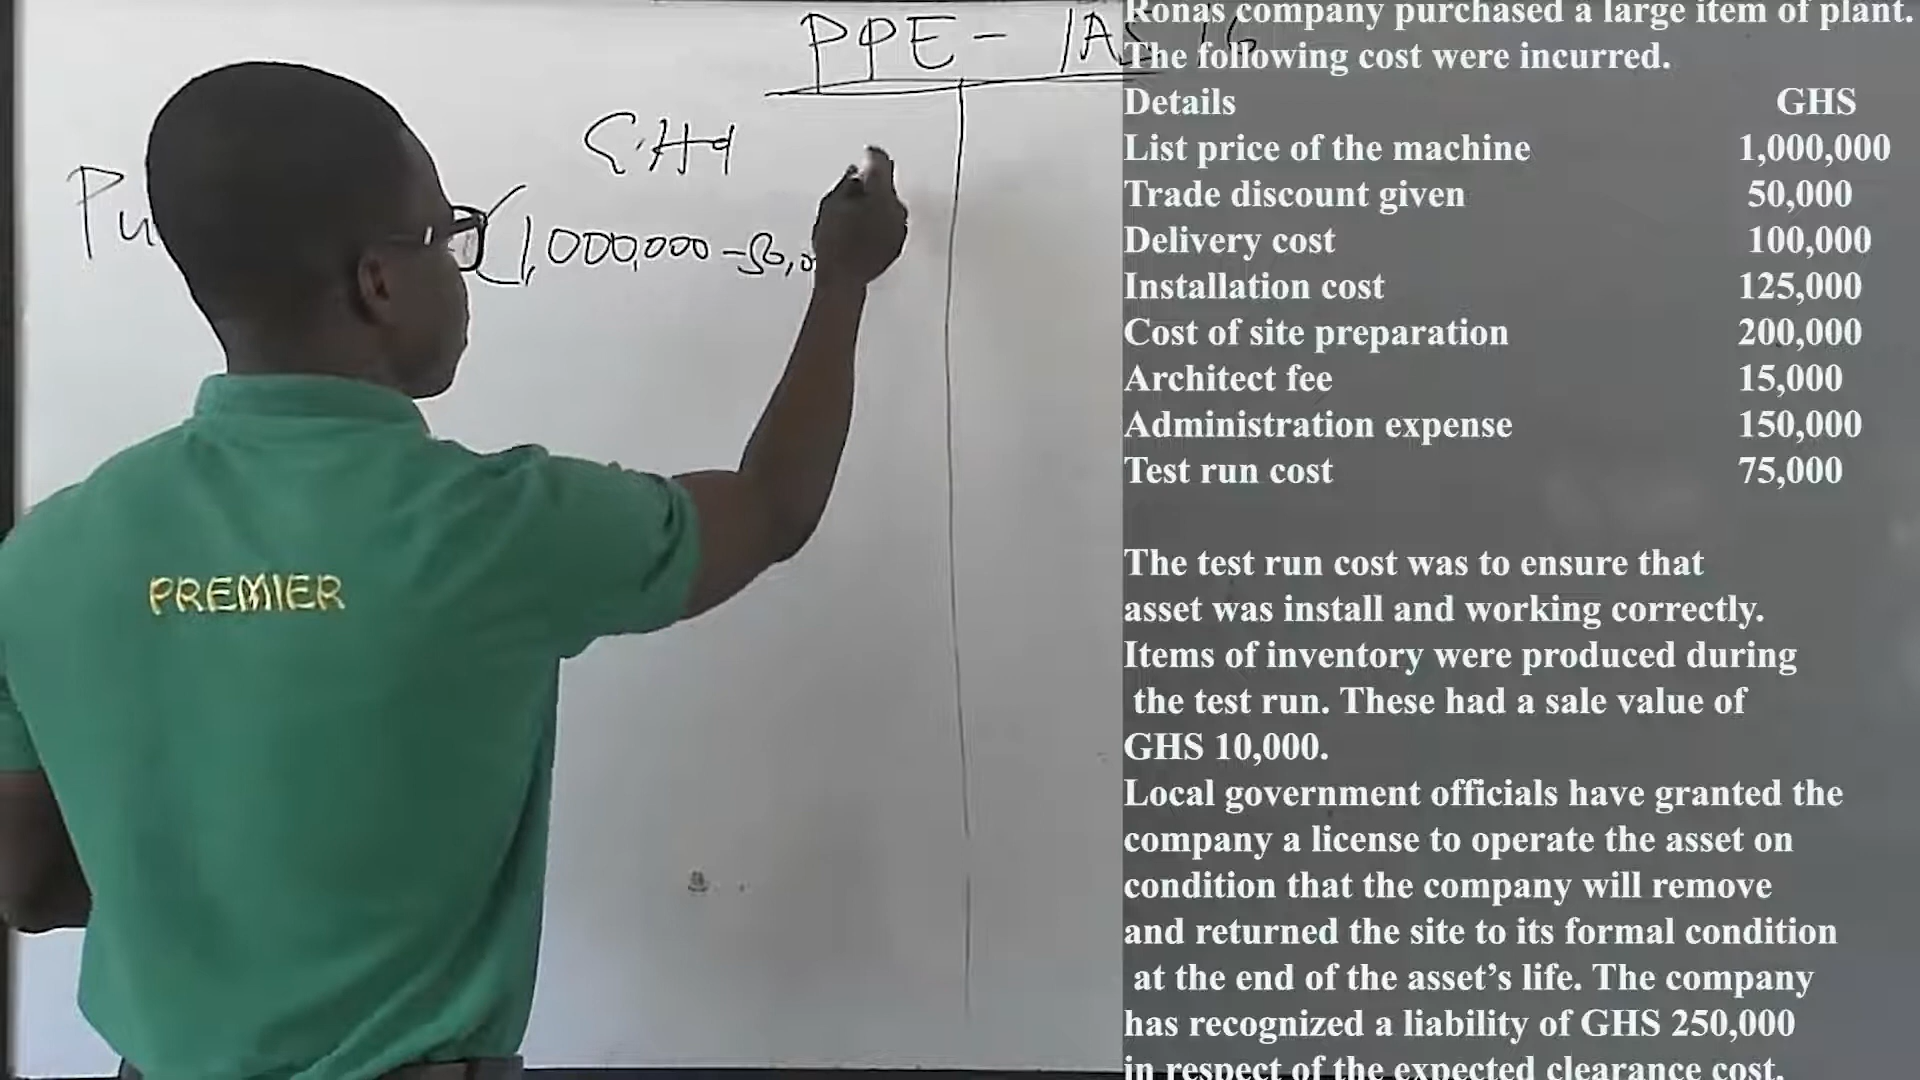 PPE - IAS 16
GH¢
Pu
(1,000,000 - 50,0
PREMIER
Ronas company purchased a large item of plant.
The following cost were incurred.
Details GHS
List price of the machine 1,000,000
Trade discount given 50,000
Delivery cost 100,000
Installation cost 125,000
Cost of site preparation 200,000
Architect fee 15,000
Administration expense 150,000
Test run cost 75,000
The test run cost was to ensure that
asset was install and working correctly.
Items of inventory were produced during
the test run. These had a sale value of
GHS 10,000.
Local government officials have granted the
company a license to operate the asset on
condition that the company will remove
and returned the site to its formal condition
at the end of the asset’s life. The company
has recognized a liability of GHS 250,000
in respect of the expected clearance cost.